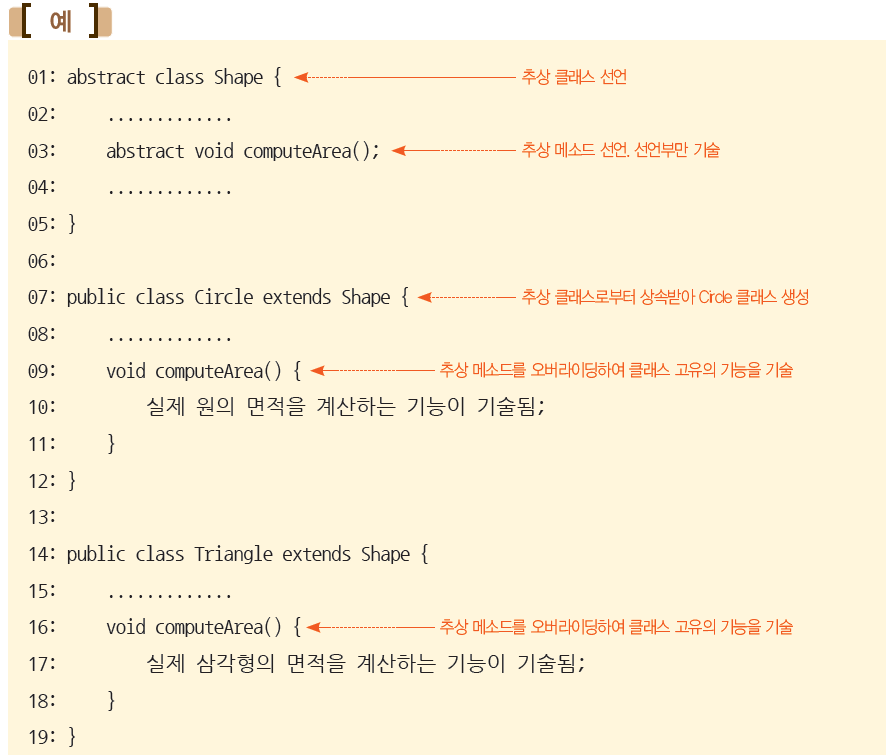 [ 예 ]
01: abstract class Shape { 추상 클래스 선언
02: .............
03: abstract void computeArea(); 추상 메소드 선언. 선언부만 기술
04: .............
05: }
06:
07: public class Circle extends Shape { 추상 클래스로부터 상속받아 Circle 클래스 생성
08: .............
09: void computeArea() { 추상 메소드를 오버라이딩하여 클래스 고유의 기능을 기술
10: 실제 원의 면적을 계산하는 기능이 기술됨;
11: }
12: }
13:
14: public class Triangle extends Shape {
15: .............
16: void computeArea() { 추상 메소드를 오버라이딩하여 클래스 고유의 기능을 기술
17: 실제 삼각형의 면적을 계산하는 기능이 기술됨;
18: }
19: }